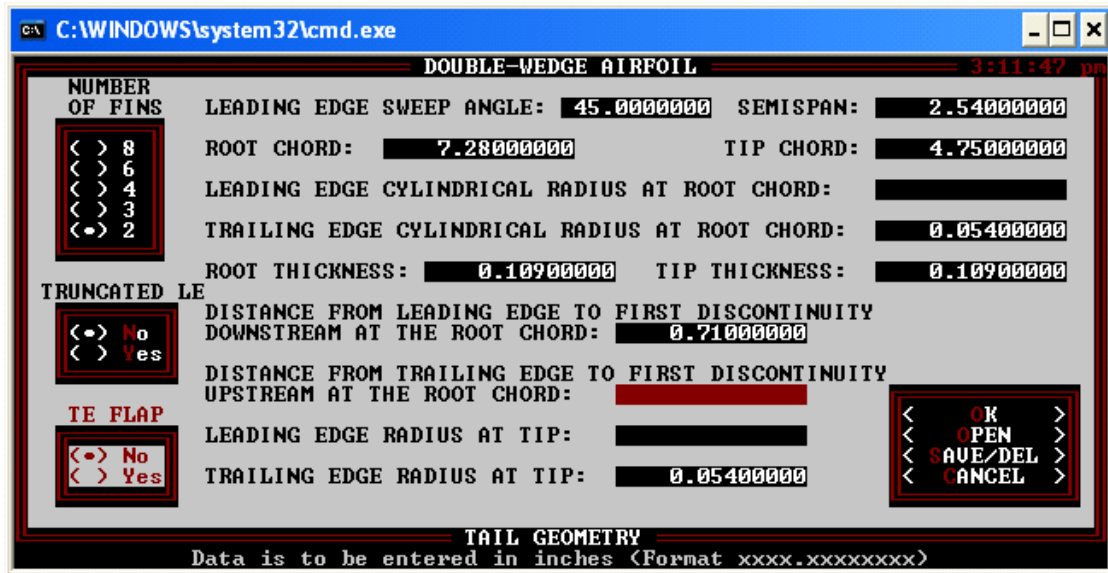 C:\WINDOWS\system32\cmd.exe
DOUBLE-WEDGE AIRFOIL 3:11:47 pm
NUMBER
OF FINS
( ) 8
( ) 6
( ) 4
( ) 3
(•) 2
LEADING EDGE SWEEP ANGLE: 45.0000000 SEMISPAN: 2.54000000
ROOT CHORD: 7.28000000 TIP CHORD: 4.75000000
LEADING EDGE CYLINDRICAL RADIUS AT ROOT CHORD:
TRAILING EDGE CYLINDRICAL RADIUS AT ROOT CHORD: 0.05400000
ROOT THICKNESS: 0.10900000 TIP THICKNESS: 0.10900000
TRUNCATED LE
(•) No
( ) Yes
DISTANCE FROM LEADING EDGE TO FIRST DISCONTINUITY
DOWNSTREAM AT THE ROOT CHORD: 0.71000000
DISTANCE FROM TRAILING EDGE TO FIRST DISCONTINUITY
UPSTREAM AT THE ROOT CHORD:
TE FLAP
(•) No
( ) Yes
LEADING EDGE RADIUS AT TIP:
TRAILING EDGE RADIUS AT TIP: 0.05400000
< OK >
< OPEN >
< SAVE/DEL >
< CANCEL >
TAIL GEOMETRY
Data is to be entered in inches (Format xxxx.xxxxxxxx)